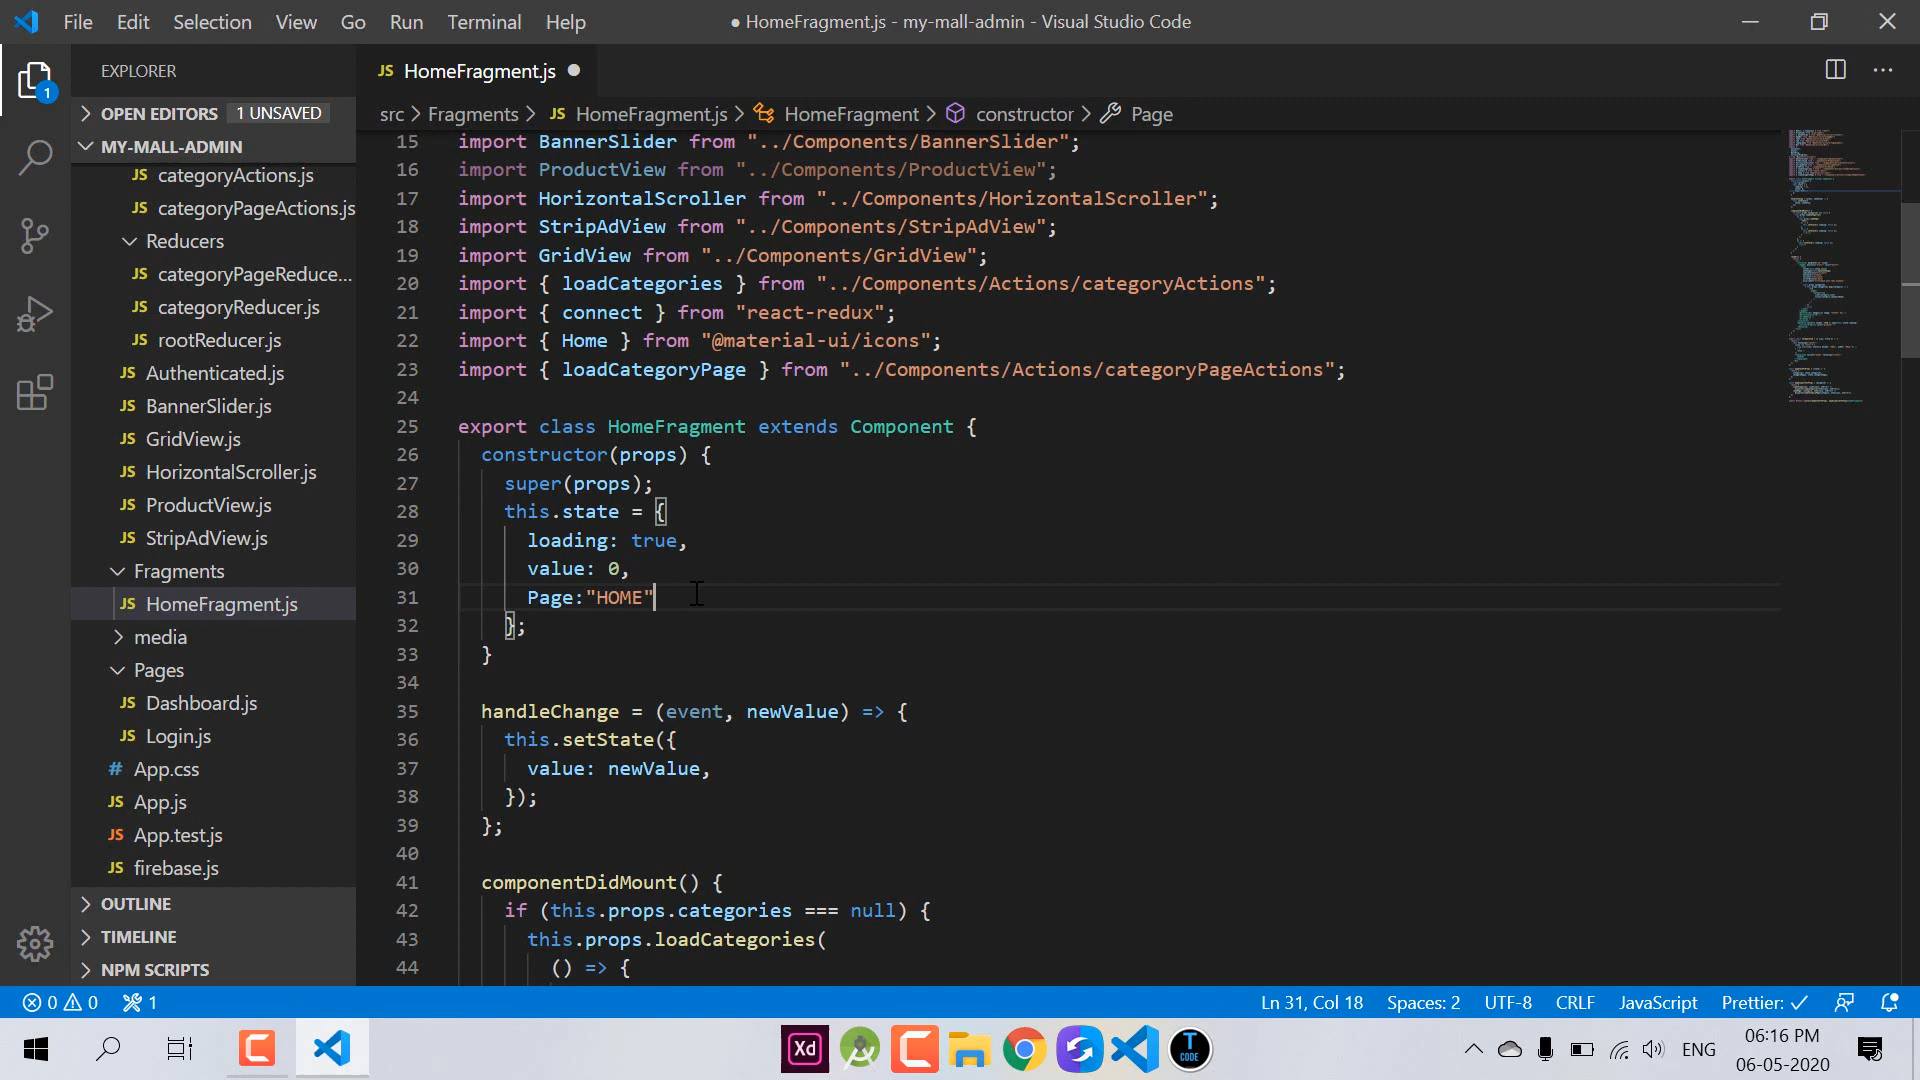 File Edit Selection View Go Run Terminal Help
● HomeFragment.js - my-mall-admin - Visual Studio Code
EXPLORER
OPEN EDITORS 1 UNSAVED
MY-MALL-ADMIN
JS categoryActions.js
JS categoryPageActions.js
Reducers
JS categoryPageReduce...
JS categoryReducer.js
JS rootReducer.js
JS Authenticated.js
JS BannerSlider.js
JS GridView.js
JS HorizontalScroller.js
JS ProductView.js
JS StripAdView.js
Fragments
JS HomeFragment.js
media
Pages
JS Dashboard.js
JS Login.js
# App.css
JS App.js
JS App.test.js
JS firebase.js
OUTLINE
TIMELINE
NPM SCRIPTS
1
JS HomeFragment.js ●
src > Fragments > JS HomeFragment.js > HomeFragment > constructor > Page
15 import BannerSlider from "../Components/BannerSlider";
16 import ProductView from "../Components/ProductView";
17 import HorizontalScroller from "../Components/HorizontalScroller";
18 import StripAdView from "../Components/StripAdView";
19 import GridView from "../Components/GridView";
20 import { loadCategories } from "../Components/Actions/categoryActions";
21 import { connect } from "react-redux";
22 import { Home } from "@material-ui/icons";
23 import { loadCategoryPage } from "../Components/Actions/categoryPageActions";
24
25 export class HomeFragment extends Component {
26 constructor(props) {
27 super(props);
28 this.state = {
29 loading: true,
30 value: 0,
31 Page:"HOME"
32 };
33 }
34
35 handleChange = (event, newValue) => {
36 this.setState({
37 value: newValue,
38 });
39 };
40
41 componentDidMount() {
42 if (this.props.categories === null) {
43 this.props.loadCategories(
44 () => {
0 0 1
Ln 31, Col 18 Spaces: 2 UTF-8 CRLF JavaScript Prettier: ✓
Xd
T
CODE
ENG
06:16 PM
06-05-2020